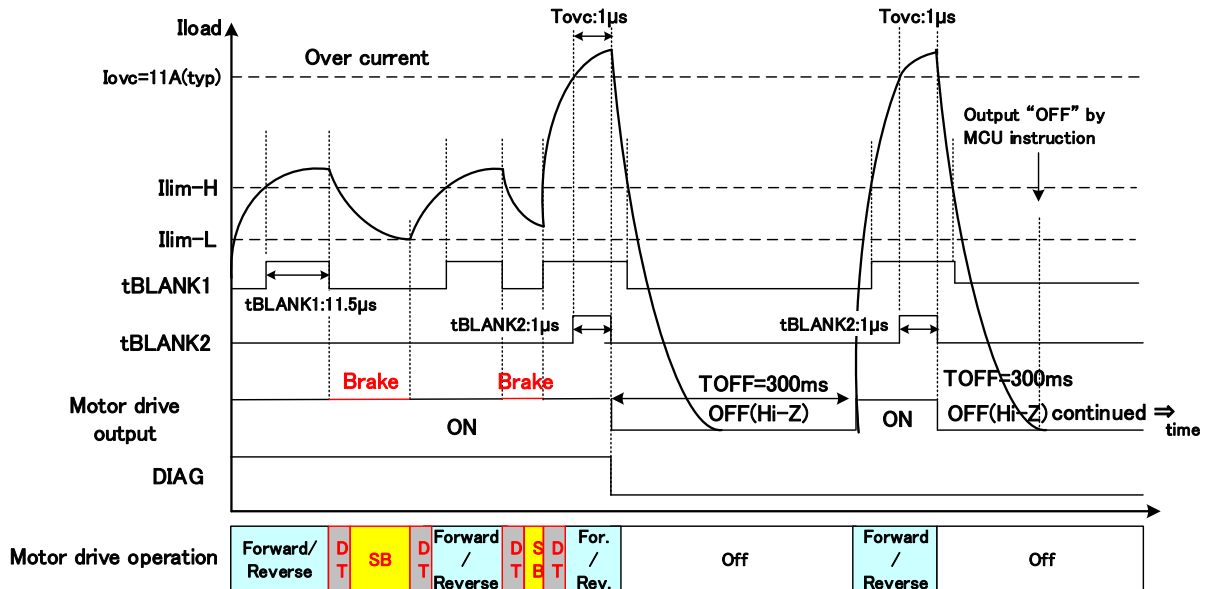 Tovc:1μs
Tovc:1μs
Iload
Over current
Iovc=11A(typ)
Output “OFF” by
MCU instruction
Ilim-H
Ilim-L
tBLANK1
tBLANK1:11.5μs
tBLANK2:1μs
tBLANK2:1μs
tBLANK2
Brake
Brake
TOFF=300ms
TOFF=300ms
Motor drive
output
ON
OFF(Hi-Z)
ON
OFF(Hi-Z) continued ⇒
time
DIAG
Motor drive operation
Forward/
Reverse
D
T
SB
D
T
Forward
/
Reverse
D
T
S
B
D
T
For.
/
Rev.
Off
Forward
/
Reverse
Off